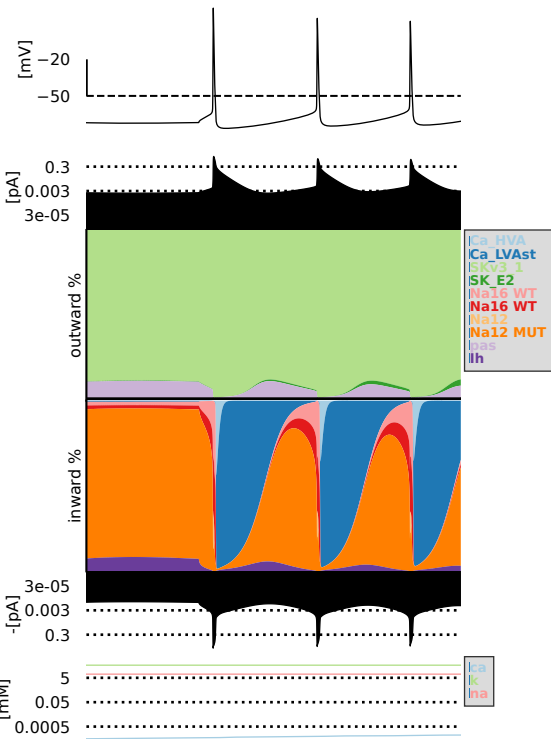 [mV]
−20
−50
[pA]
0.3
0.003
3e-05
outward %
Ca_HVA
Ca_LVAst
SKv3_1
SK_E2
Na16 WT
Na16 WT
Na12
Na12 MUT
pas
Ih
inward %
-[pA]
3e-05
0.003
0.3
[mM]
5
0.05
0.0005
ca
k
na